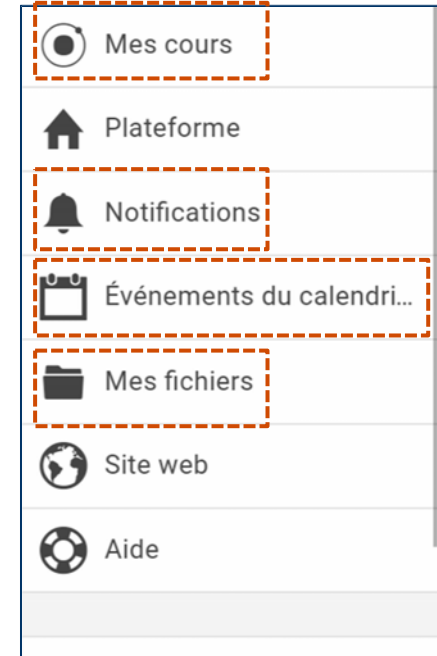 Mes cours
Plateforme
Notifications
Événements du calendri...
Mes fichiers
Site web
Aide